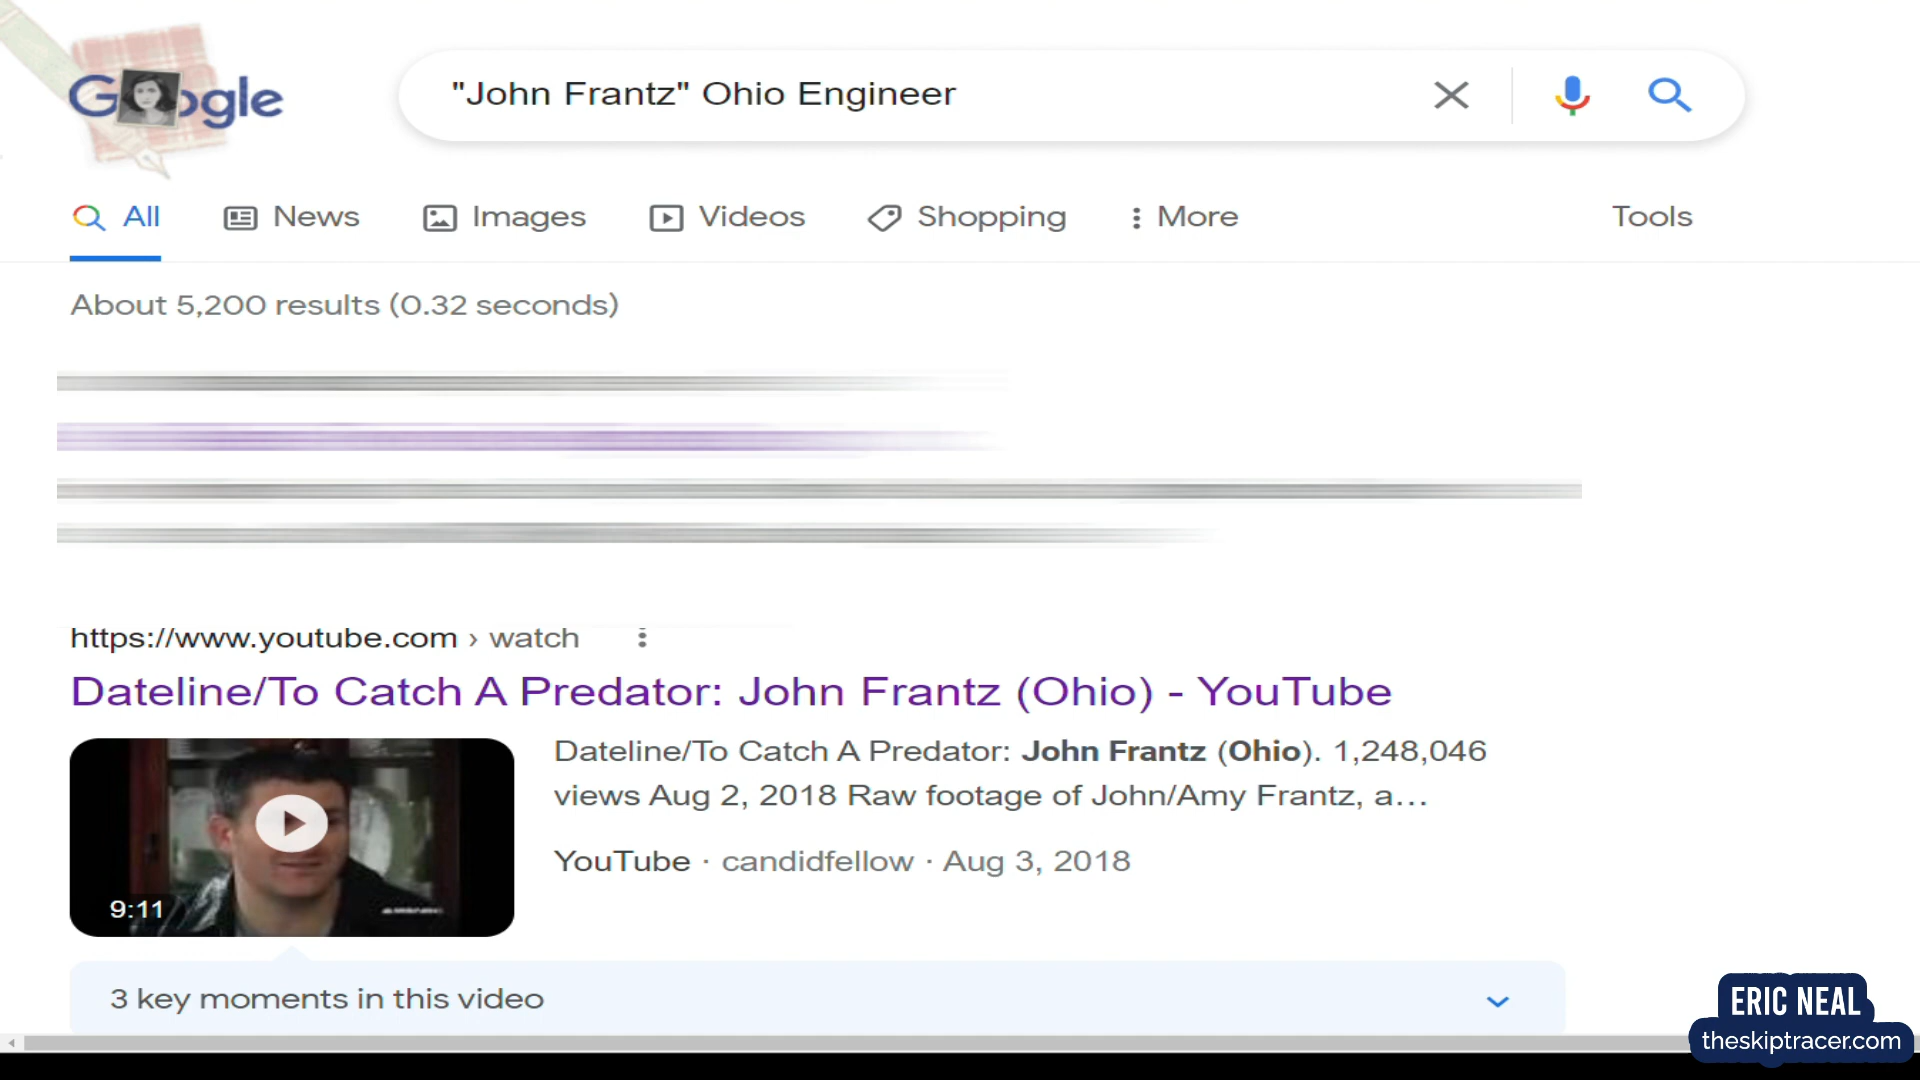 Google
"John Frantz" Ohio Engineer
All News Images Videos Shopping More Tools
About 5,200 results (0.32 seconds)
https://www.youtube.com › watch
Dateline/To Catch A Predator: John Frantz (Ohio) - YouTube
Dateline/To Catch A Predator: John Frantz (Ohio). 1,248,046
views Aug 2, 2018 Raw footage of John/Amy Frantz, a...
YouTube · candidfellow · Aug 3, 2018
9:11
3 key moments in this video
ERIC NEAL
theskiptracer.com